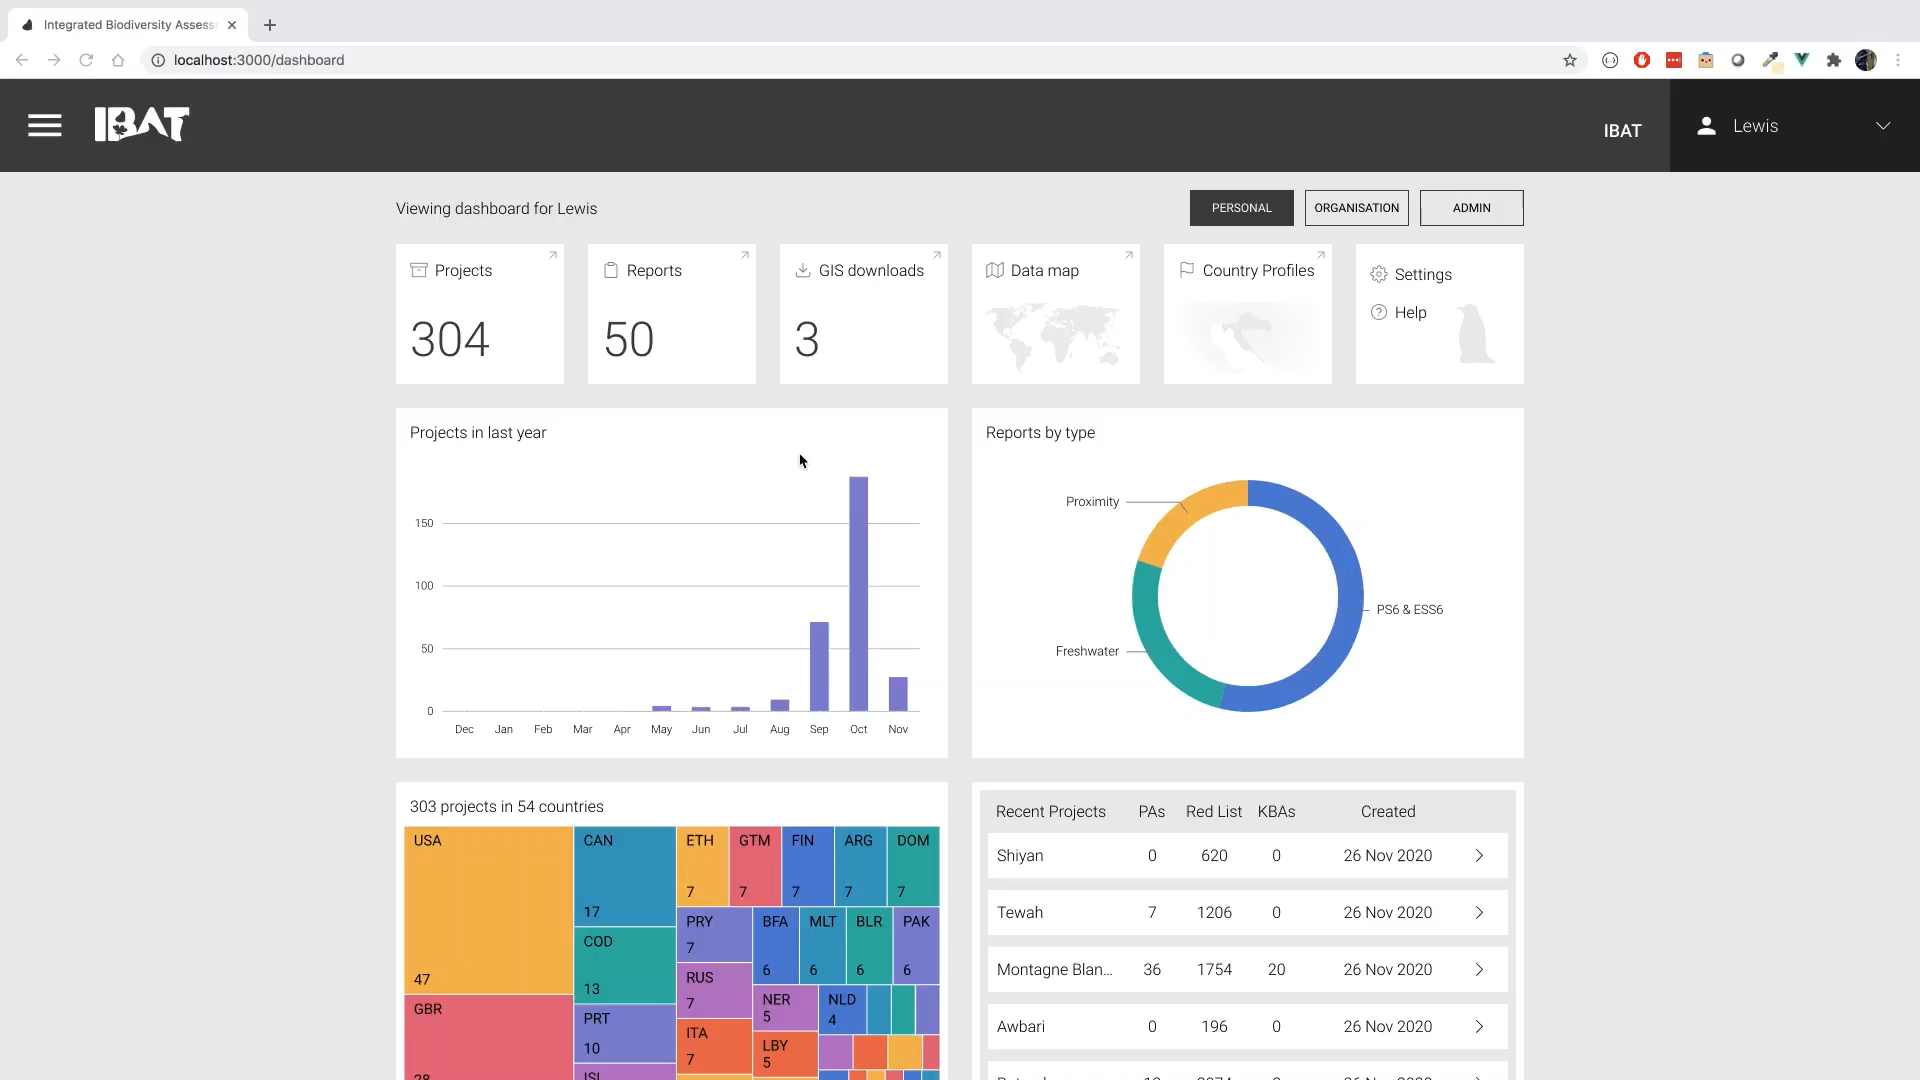 Integrated Biodiversity Assess
localhost:3000/dashboard
IBAT
IBAT
Lewis
Viewing dashboard for Lewis
PERSONAL
ORGANISATION
ADMIN
Projects
304
Reports
50
GIS downloads
3
Data map
Country Profiles
Settings
Help
Projects in last year
150
100
50
0
Dec Jan Feb Mar Apr May Jun Jul Aug Sep Oct Nov
Reports by type
Proximity
PS6 & ESS6
Freshwater
303 projects in 54 countries
USA
47
GBR
CAN
17
COD
13
PRT
10
ETH
7
GTM
7
FIN
7
ARG
7
DOM
7
PRY
7
RUS
7
ITA
7
BFA
6
MLT
6
BLR
6
PAK
6
NER
5
LBY
5
NLD
4
Recent Projects PAs Red List KBAs Created
Shiyan 0 620 0 26 Nov 2020
Tewah 7 1206 0 26 Nov 2020
Montagne Blan... 36 1754 20 26 Nov 2020
Awbari 0 196 0 26 Nov 2020